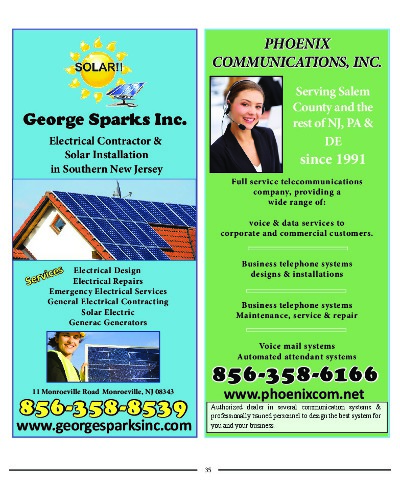 SOLAR!!
George Sparks Inc.
Electrical Contractor &
Solar Installation
in Southern New Jersey
Services
Electrical Design
Electrical Repairs
Emergency Electrical Services
General Electrical Contracting
Solar Electric
Generac Generators
11 Monroeville Road Monroeville, NJ 08343
856-358-8539
www.georgesparksinc.com
PHOENIX
COMMUNICATIONS, INC.
Serving Salem
County and the
rest of NJ, PA &
DE
since 1991
Full service telecommunications
company, providing a
wide range of:
voice & data services to
corporate and commercial customers.
Business telephone systems
designs & installations
Business telephone systems
Maintenance, service & repair
Voice mail systems
Automated attendant systems
856-358-6166
www.phoenixcom.net
Authorized dealer in several communication systems &
professionally trained personnel to design the best system for
you and your business
35